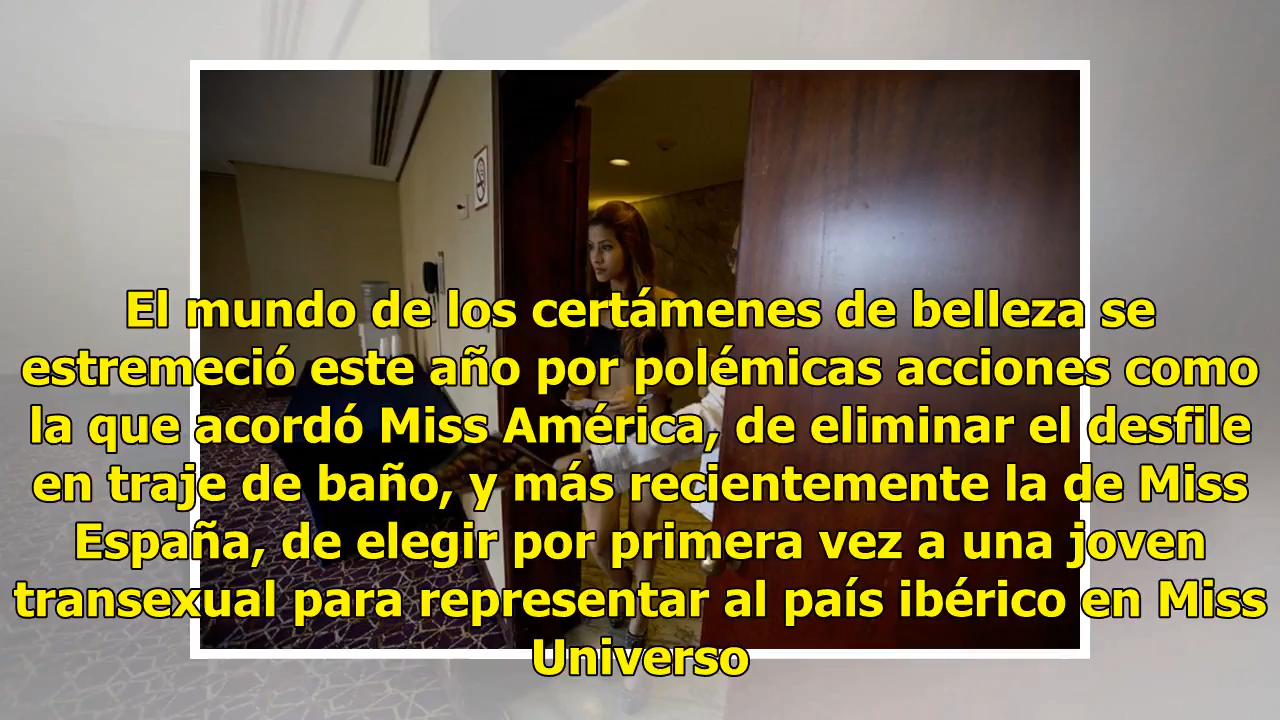 El mundo de los certámenes de belleza se
estremeció este año por polémicas acciones como
la que acordó Miss América, de eliminar el desfile
en traje de baño, y más recientemente la de Miss
España, de elegir por primera vez a una joven
transexual para representar al país ibérico en Miss
Universo